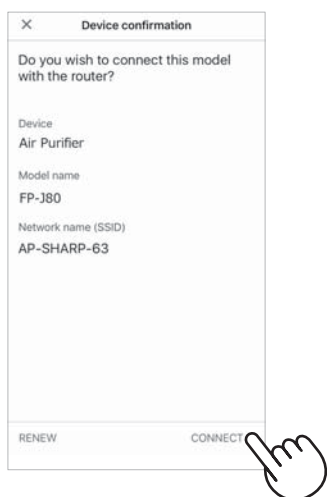 × Device confirmation
Do you wish to connect this model
with the router?
Device
Air Purifier
Model name
FP-J80
Network name (SSID)
AP-SHARP-63
RENEW CONNECT